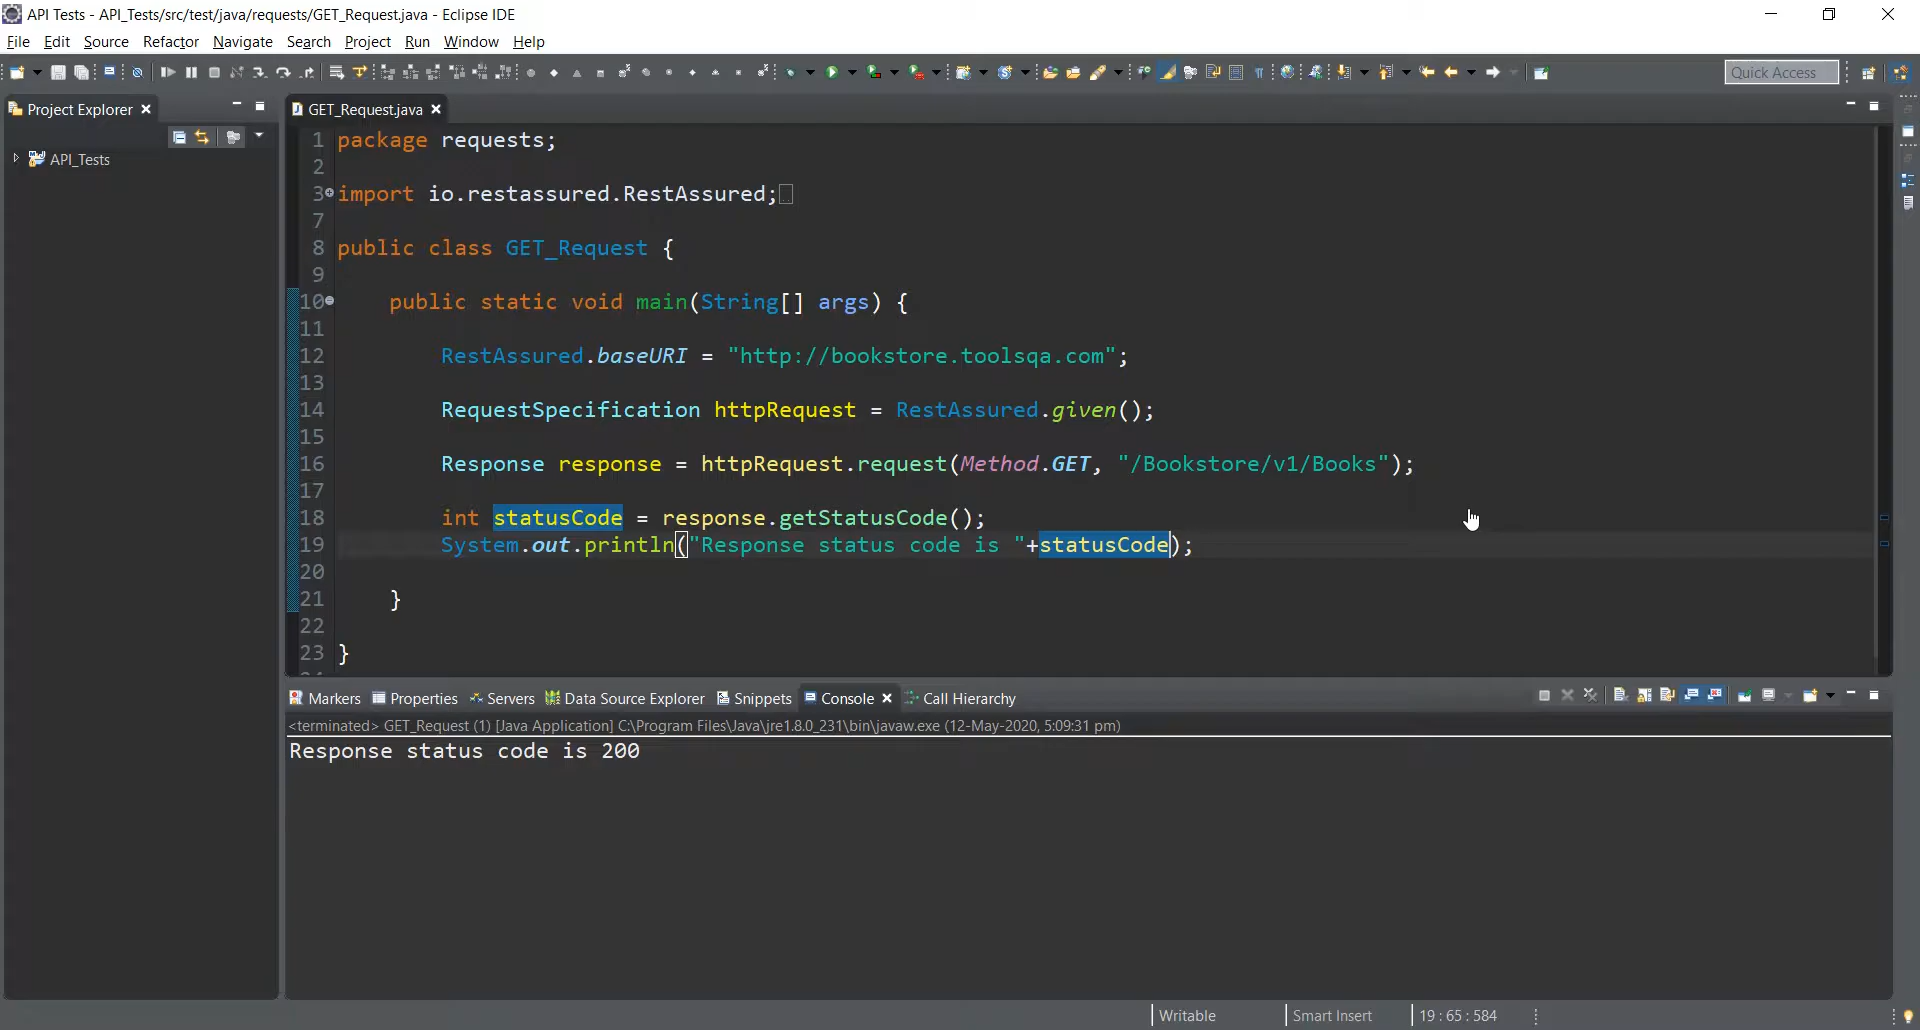 API Tests - API_Tests/src/test/java/requests/GET_Request.java - Eclipse IDE
File Edit Source Refactor Navigate Search Project Run Window Help
Quick Access
Project Explorer
GET_Request.java
API_Tests
1 package requests;
2
3 import io.restassured.RestAssured;
7
8 public class GET_Request {
9
10 public static void main(String[] args) {
11
12 RestAssured.baseURI = "http://bookstore.toolsqa.com";
13
14 RequestSpecification httpRequest = RestAssured.given();
15
16 Response response = httpRequest.request(Method.GET, "/Bookstore/v1/Books");
17
18 int statusCode = response.getStatusCode();
19 System.out.println("Response status code is "+statusCode);
20
21 }
22
23 }
Markers Properties Servers Data Source Explorer Snippets Console Call Hierarchy
<terminated> GET_Request (1) [Java Application] C:\Program Files\Java\jre1.8.0_231\bin\javaw.exe (12-May-2020, 5:09:31 pm)
Response status code is 200
Writable Smart Insert 19 : 65 : 584